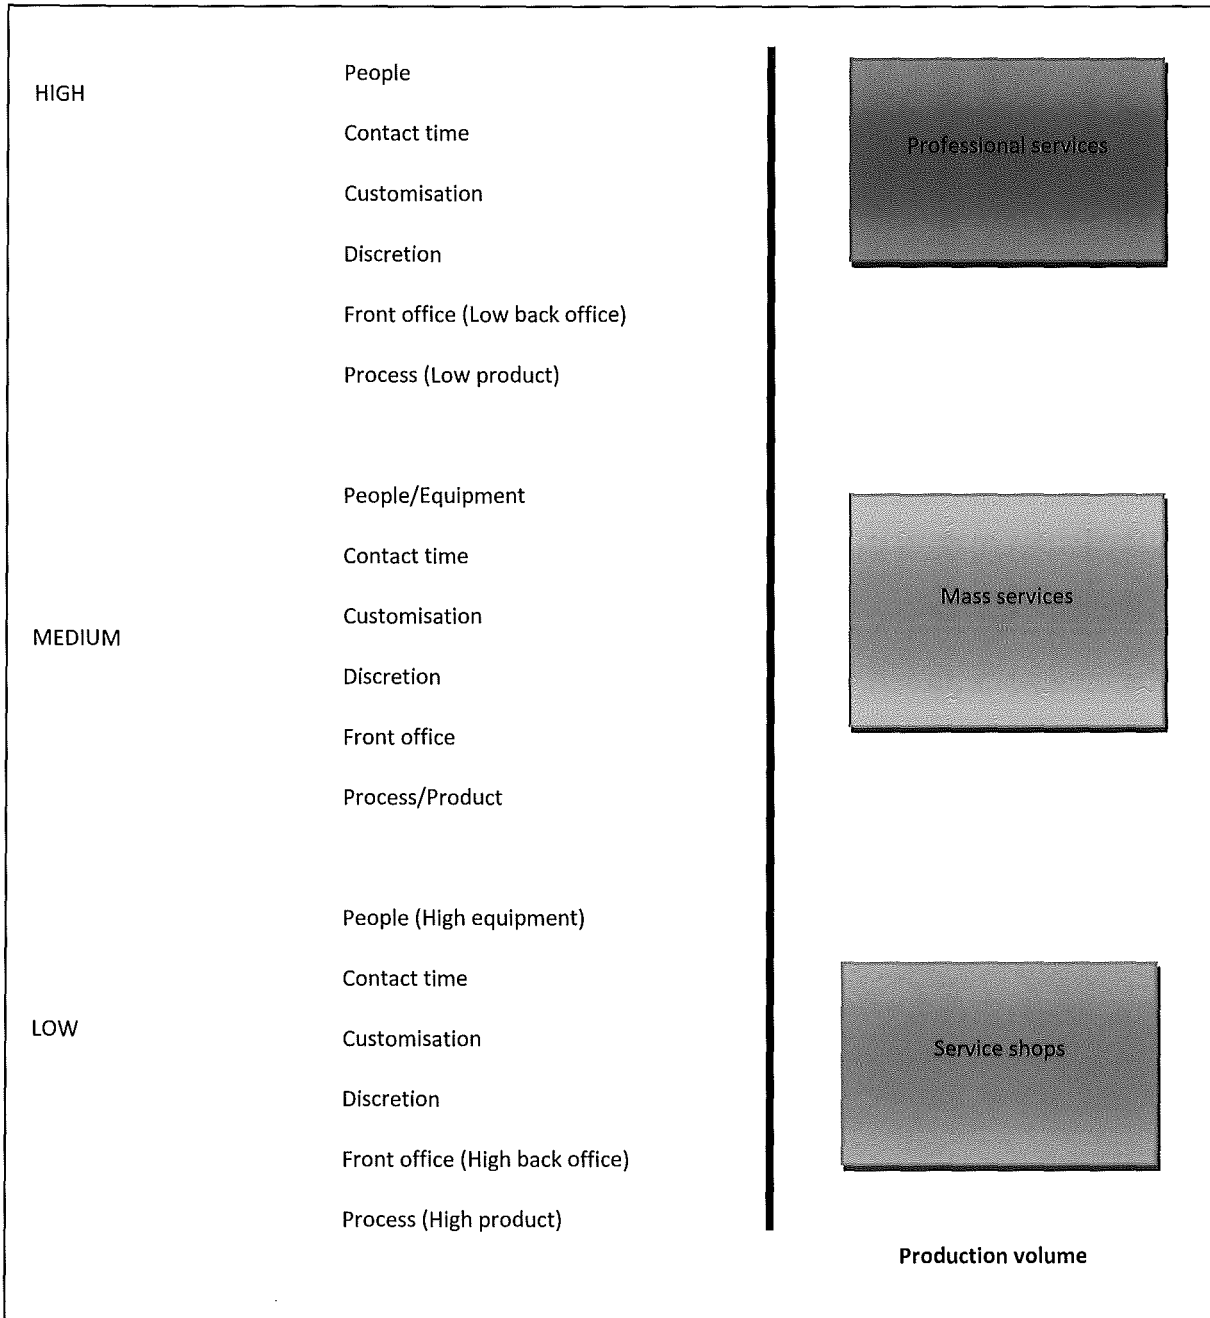 HIGH
People
Contact time
Customisation
Discretion
Front office (Low back office)
Process (Low product)
Professional services
MEDIUM
People/Equipment
Contact time
Customisation
Discretion
Front office
Process/Product
Mass services
LOW
People (High equipment)
Contact time
Customisation
Discretion
Front office (High back office)
Process (High product)
Service shops
Production volume